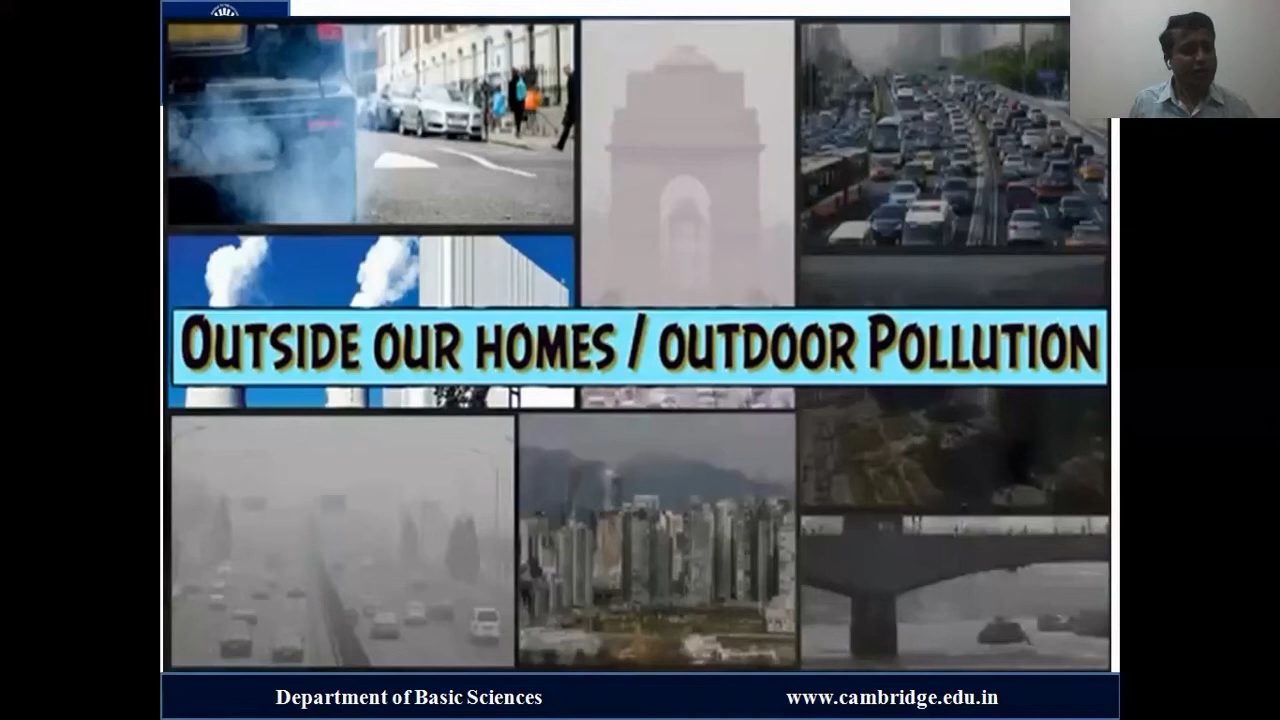 OUTSIDE OUR HOMES / OUTDOOR POLLUTION
Department of Basic Sciences www.cambridge.edu.in